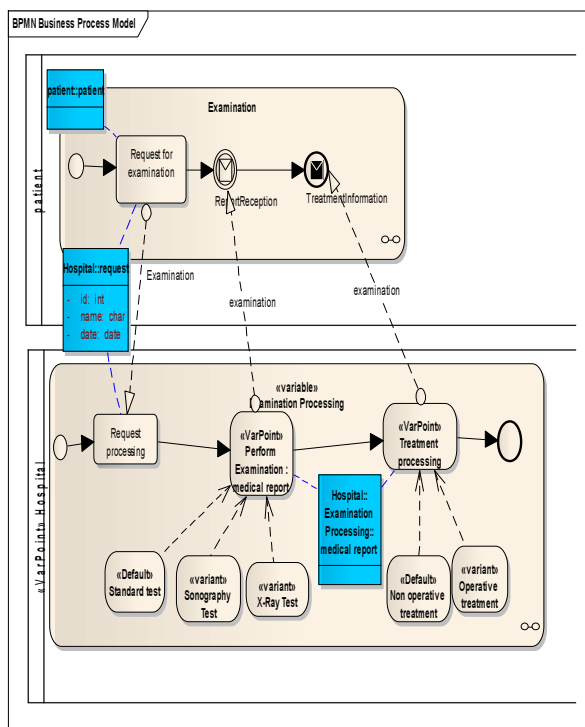 BPMN Business Process Model
patient
patient::patient
Examination
Request for
examination
ReportReception
TreatmentInformation
Hospital::request
- id: int
- name: char
- date: date
Examination
examination
examination
«VarPoint» Hospital
«variable»
Examination Processing
Request
processing
«VarPoint»
Perform
Examination :
medical report
«VarPoint»
Treatment
processing
Hospital::
Examination
Processing::
medical report
«Default»
Standard test
«variant»
Sonography
Test
«variant»
X-Ray Test
«Default»
Non operative
treatment
«variant»
Operative
treatment